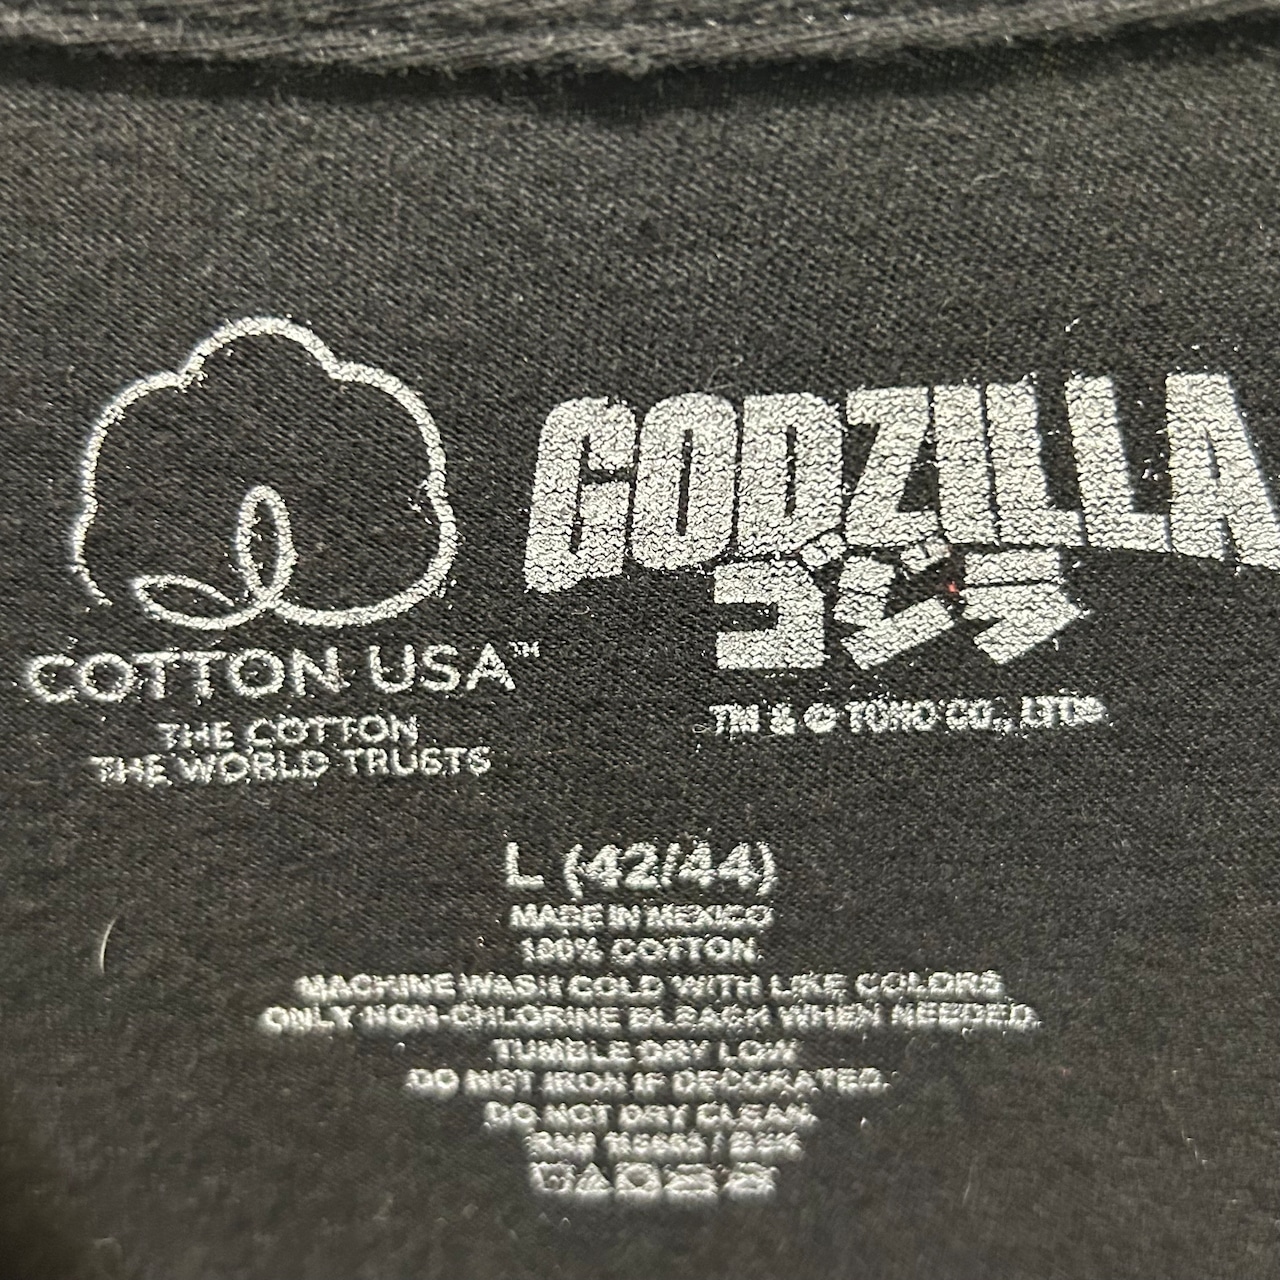 COTTON USA™
THE COTTON
THE WORLD TRUSTS
GODZILLA
ゴジラ
TM & © TOHO CO., LTD.
L (42/44)
MADE IN MEXICO
100% COTTON
MACHINE WASH COLD WITH LIKE COLORS
ONLY NON-CHLORINE BLEACH WHEN NEEDED.
TUMBLE DRY LOW
DO NOT IRON IF DECORATED.
DO NOT DRY CLEAN.
RN#